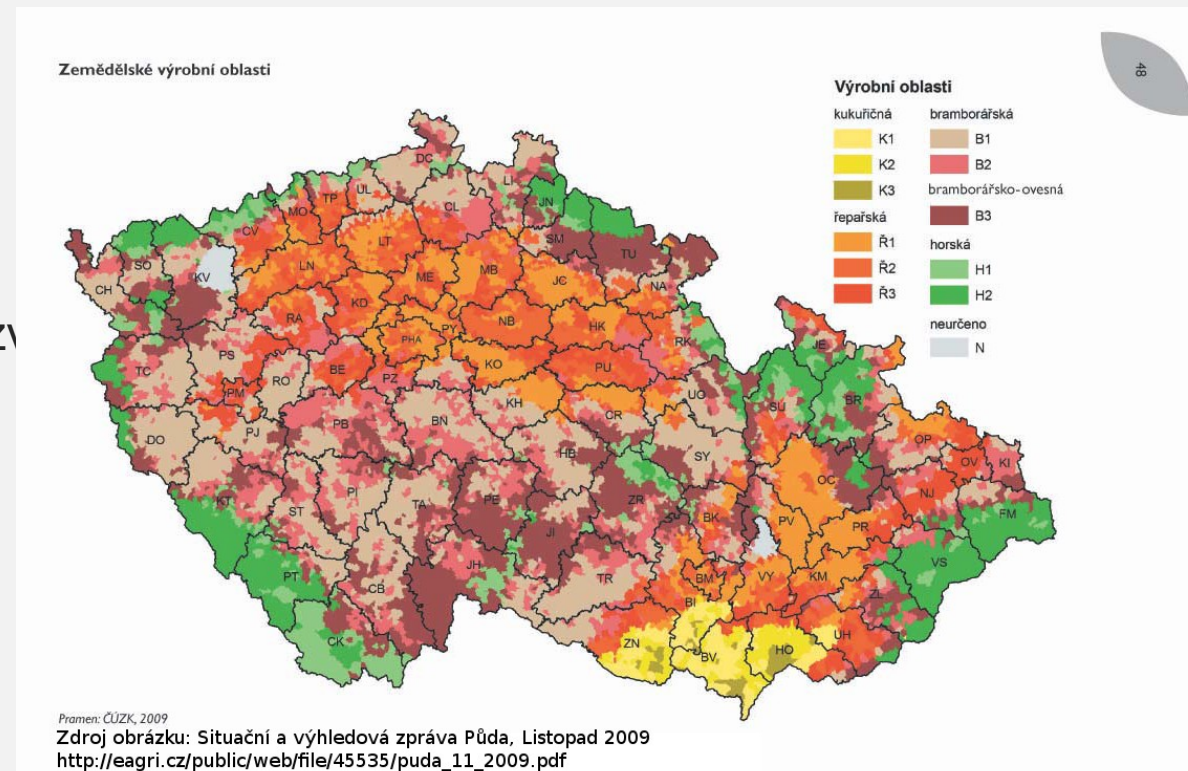 Zemědělské výrobní oblasti
48
Výrobní oblasti
kukuřičná
K1
K2
K3
řepařská
Ř1
Ř2
Ř3
bramborářská
B1
B2
bramborářsko-ovesná
B3
horská
H1
H2
neurčeno
N
DC
LI
UL
TP
MO
CV
CL
JN
LT
SM
TU
SO
KV
CH
LN
ME
MB
JC
NA
KD
RA
PY
NB
HK
RK
PHA
TC
PS
BE
KO
PU
JE
PM
RO
PZ
KH
UO
SU
BR
DO
PJ
PB
BN
CR
OP
HB
SY
OV
KI
OC
NJ
KT
ST
PI
TA
PE
ZR
BK
PV
PR
FM
JI
PT
JH
TR
BM
VY
KM
VS
CB
BI
ZL
CK
ZN
BV
HO
UH
Pramen: ČÚZK, 2009
Zdroj obrázku: Situační a výhledová zpráva Půda, Listopad 2009
http://eagri.cz/public/web/file/45535/puda_11_2009.pdf